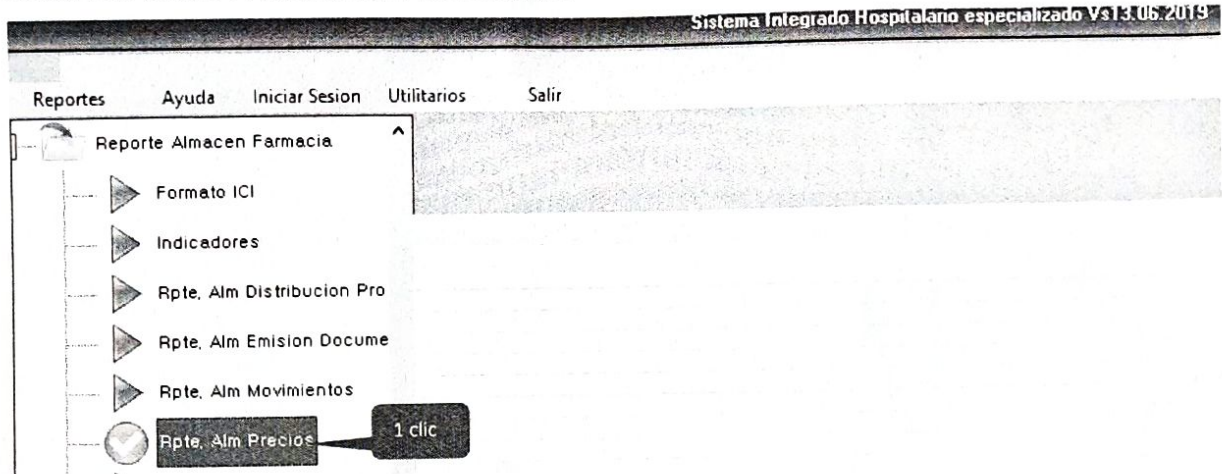 Sistema Integrado Hospitalario especializado Vs13.06.2019
Reportes Ayuda Iniciar Sesion Utilitarios Salir
Reporte Almacen Farmacia
Formato ICI
Indicadores
Rpte, Alm Distribucion Pro
Rpte, Alm Emision Docume
Rpte, Alm Movimientos
Rpte, Alm Precios
1 clic